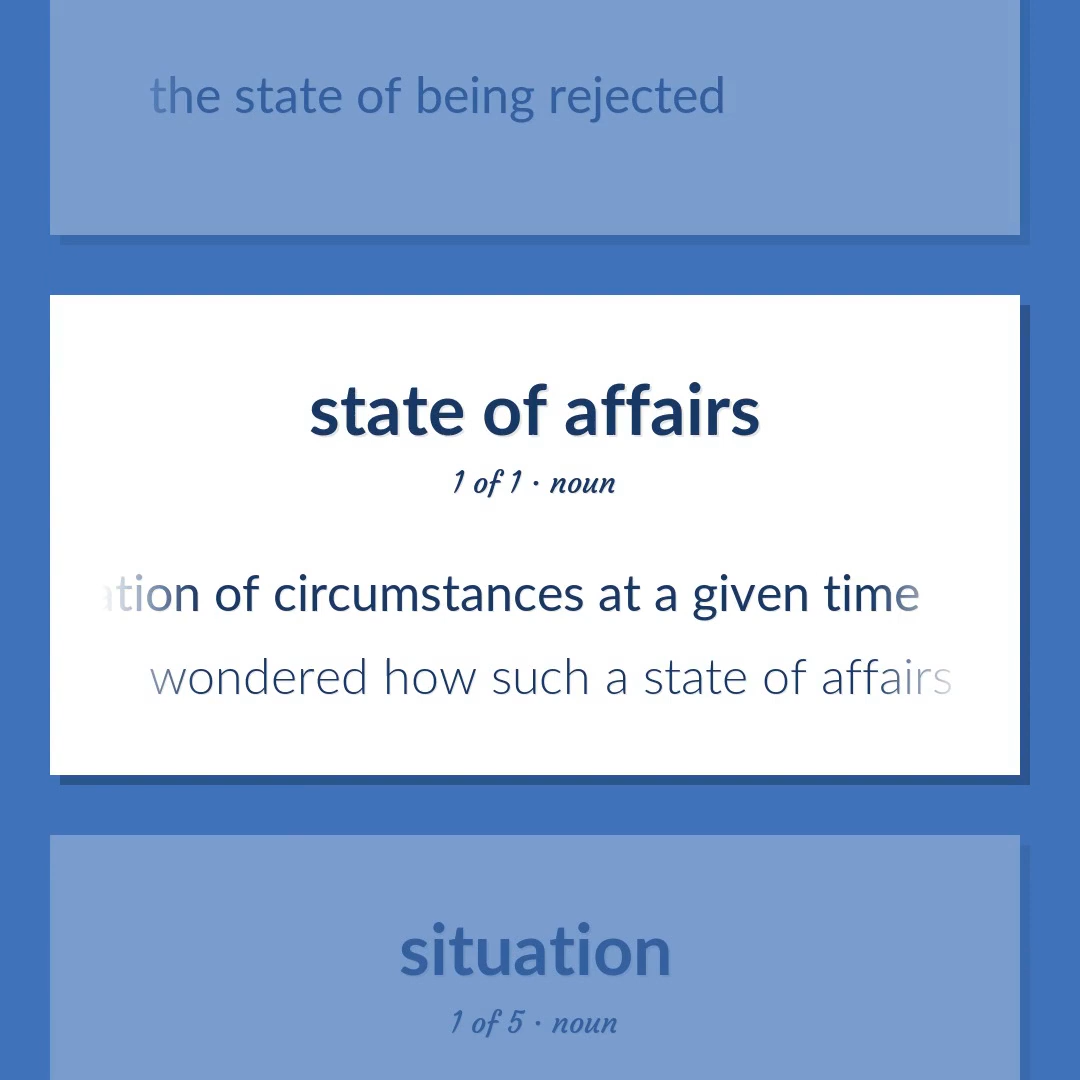 the state of being rejected
state of affairs
1 of 1 · noun
of circumstances at a given time
wondered how such a state of affairs
situation
1 of 5 · noun